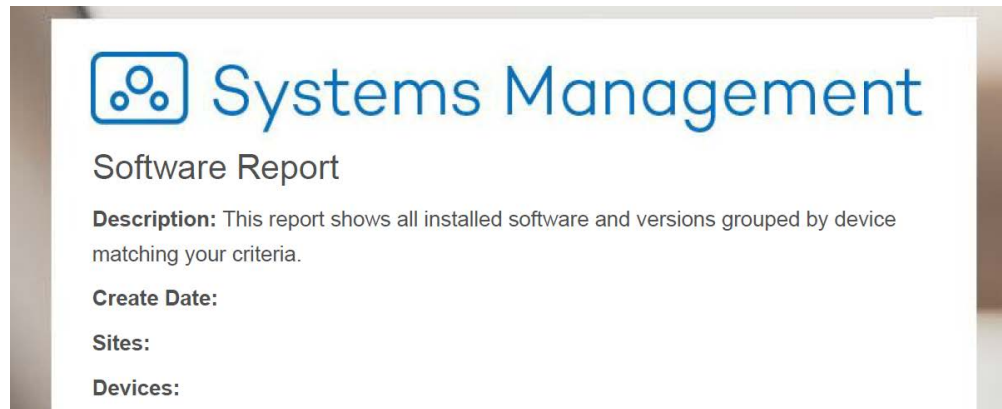 Systems Management
Software Report
Description: This report shows all installed software and versions grouped by device
matching your criteria.
Create Date:
Sites:
Devices: